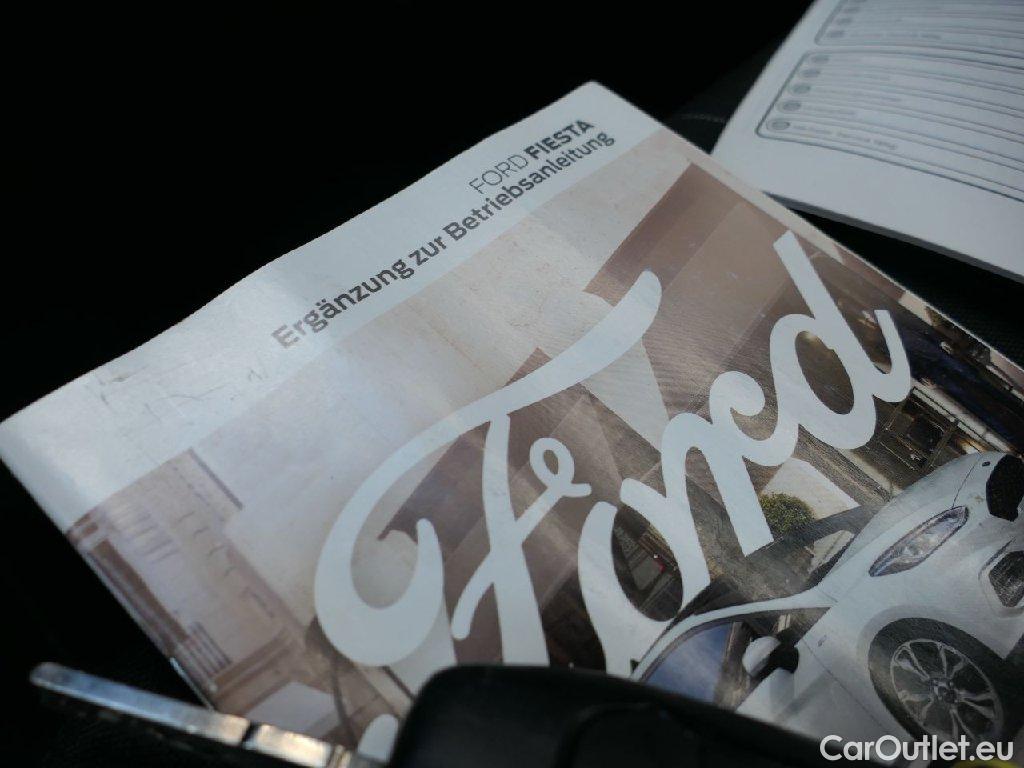 FORD FIESTA
Ergänzung zur Betriebsanleitung
Ford
CarOutlet.eu